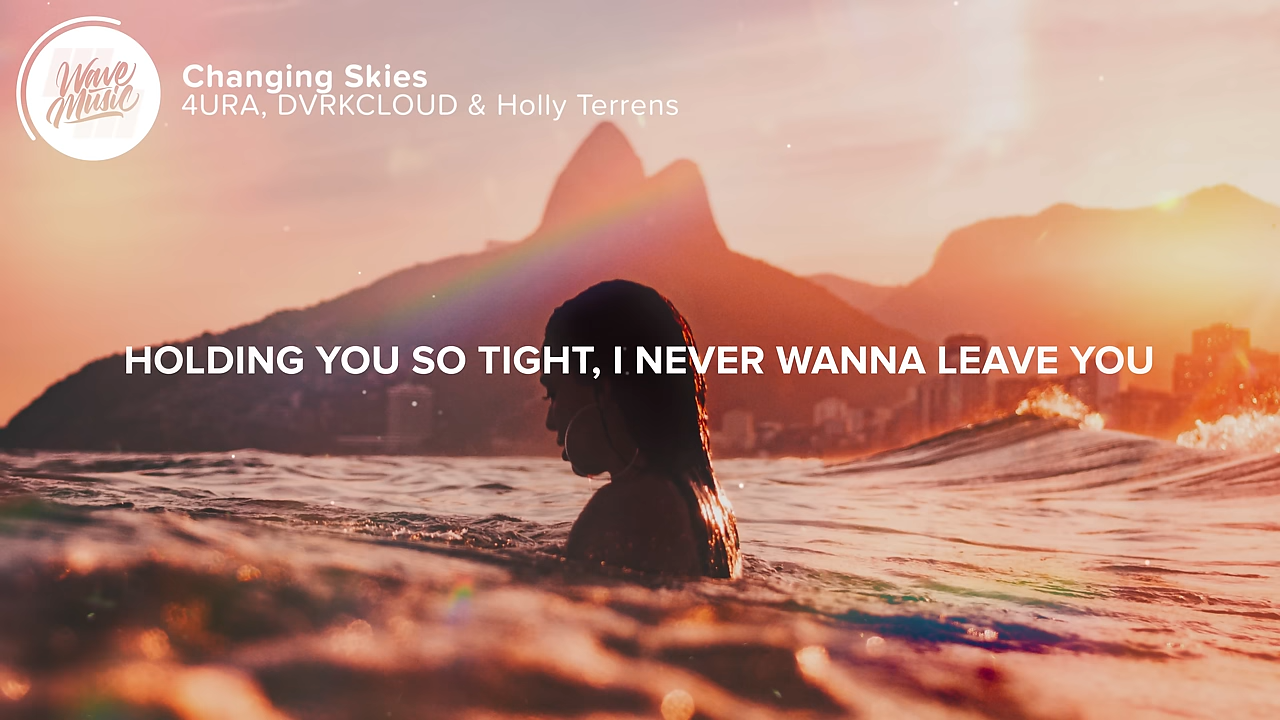 Wave
Music
Changing Skies
4URA, DVRKCLOUD & Holly Terrens
HOLDING YOU SO TIGHT, I NEVER WANNA LEAVE YOU